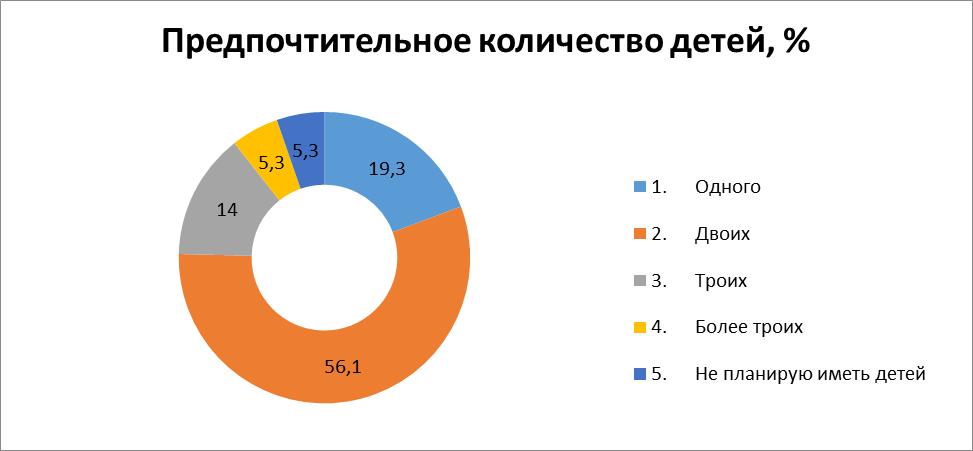 Предпочтительное количество детей, %
5,3
5,3
19,3
14
56,1
1. Одного
2. Двоих
3. Троих
4. Более троих
5. Не планирую иметь детей